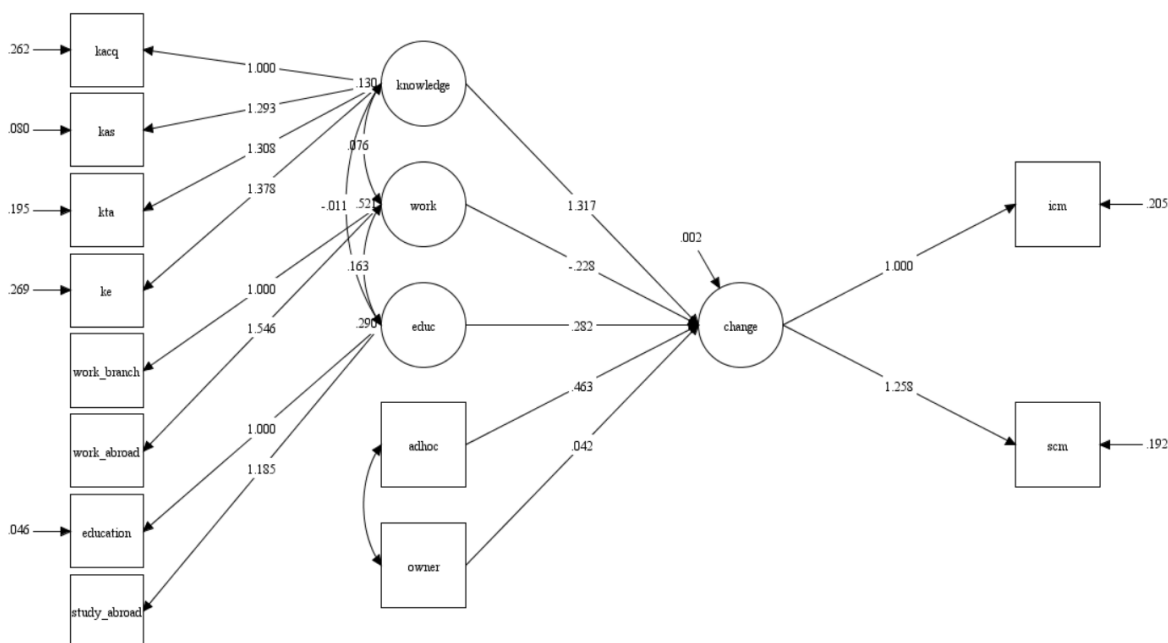 .262
kacq
1.000
.130
knowledge
.080
kas
1.293
.195
kta
1.308
.076
ke
1.378
.269
-.011
.521
work
1.317
icm
.205
.002
.163
-.228
1.000
work_branch
1.000
.290
educ
.282
change
work_abroad
1.546
.463
1.258
education
1.000
.046
adhoc
.042
scm
.192
study_abroad
1.185
owner